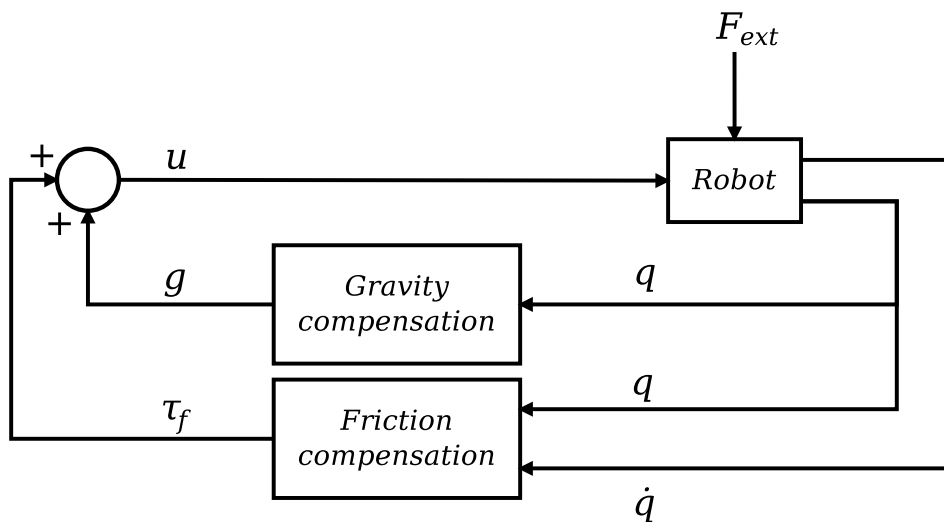 F_ext
+
u
Robot
+
g
Gravity
compensation
q
τ_f
Friction
compensation
q
q̇